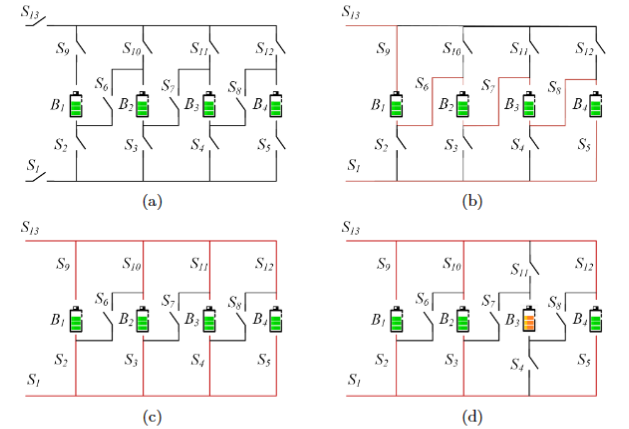 S13 S13
S9 S10 S11 S12 S9 S10 S11 S12
S6 S7 S8 S6 S7 S8
B1 B2 B3 B4 B1 B2 B3 B4
S2 S3 S4 S5 S2 S3 S4 S5
S1 S1
(a) (b)
S13 S13
S9 S10 S11 S12 S9 S10 S11 S12
S6 S7 S8 S6 S7 S8
B1 B2 B3 B4 B1 B2 B3 B4
S2 S3 S4 S5 S2 S3 S4 S5
S1 S1
(c) (d)